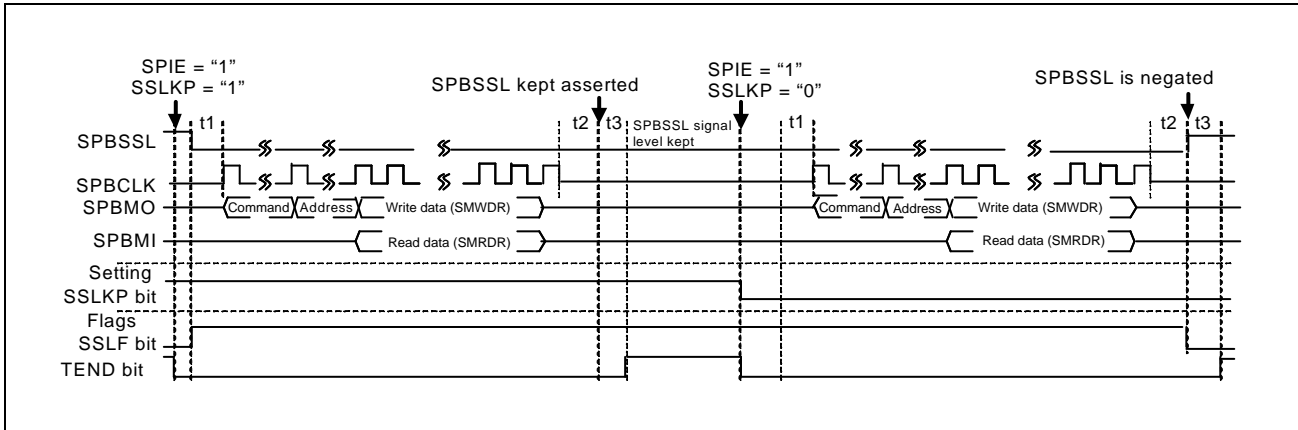 SPIE = “1”
SSLKP = “1”
SPBSSL kept asserted
SPIE = “1”
SSLKP = “0”
SPBSSL is negated
SPBSSL
t1
t2
t3
SPBSSL signal
level kept
t1
t2
t3
SPBCLK
SPBMO
Command
Address
Write data (SMWDR)
Command
Address
Write data (SMWDR)
SPBMI
Read data (SMRDR)
Read data (SMRDR)
Setting
SSLKP bit
Flags
SSLF bit
TEND bit